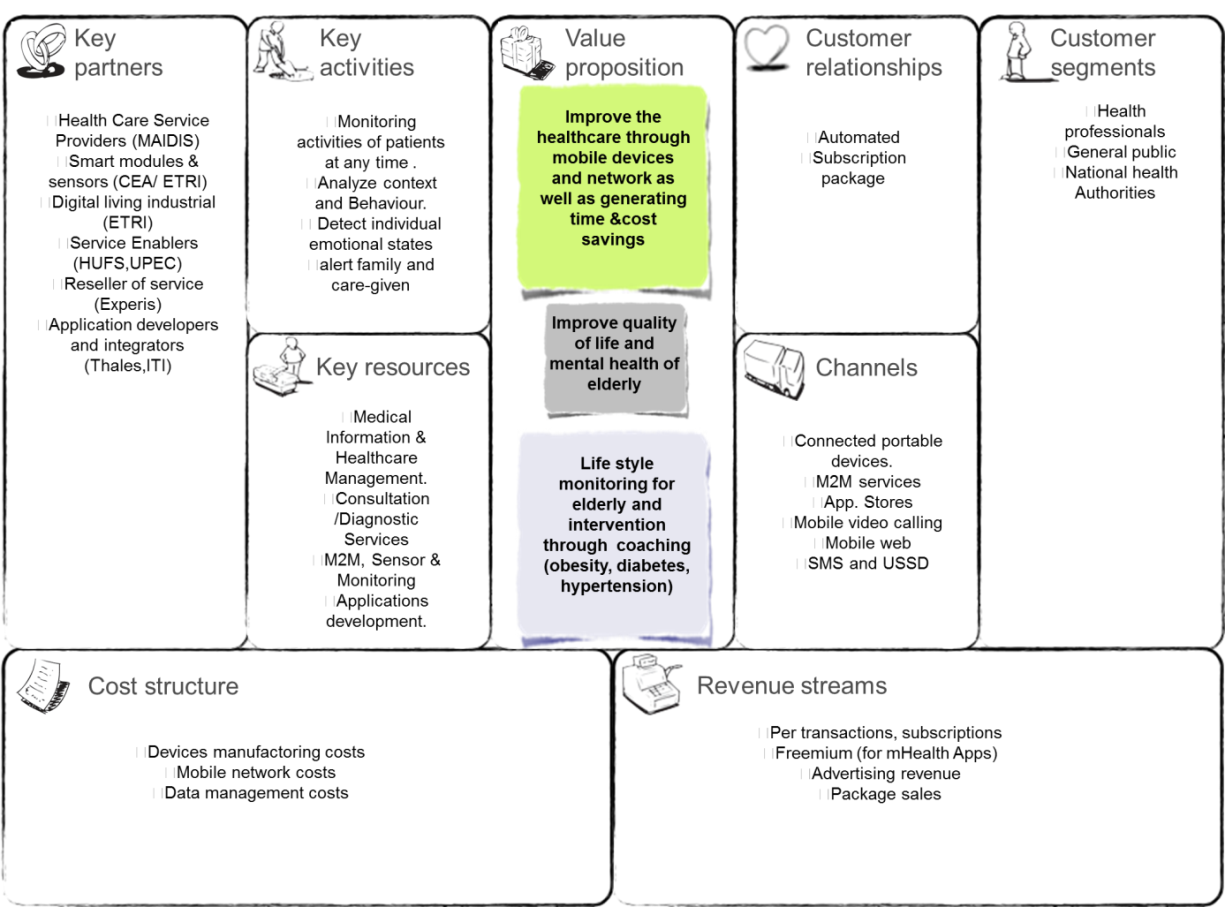 Key
partners
Health Care Service
Providers (MAIDIS)
Smart modules &
sensors (CEA/ ETRI)
Digital living industrial
(ETRI)
Service Enablers
(HUFS,UPEC)
Reseller of service
(Experis)
Application developers
and integrators
(Thales,ITI)
Key
activities
Monitoring
activities of patients
at any time .
Analyze context
and Behaviour.
Detect individual
emotional states
alert family and
care-given
Key resources
Medical
Information &
Healthcare
Management.
Consultation
/Diagnostic
Services
M2M, Sensor &
Monitoring
Applications
development.
Value
proposition
Improve the
healthcare through
mobile devices
and network as
well as generating
time &cost
savings
Improve quality
of life and
mental health of
elderly
Life style
monitoring for
elderly and
intervention
through coaching
(obesity, diabetes,
hypertension)
Customer
relationships
Automated
Subscription
package
Channels
Connected portable
devices.
M2M services
App. Stores
Mobile video calling
Mobile web
SMS and USSD
Customer
segments
Health
professionals
General public
National health
Authorities
Cost structure
Devices manufactoring costs
Mobile network costs
Data management costs
Revenue streams
Per transactions, subscriptions
Freemium (for mHealth Apps)
Advertising revenue
Package sales